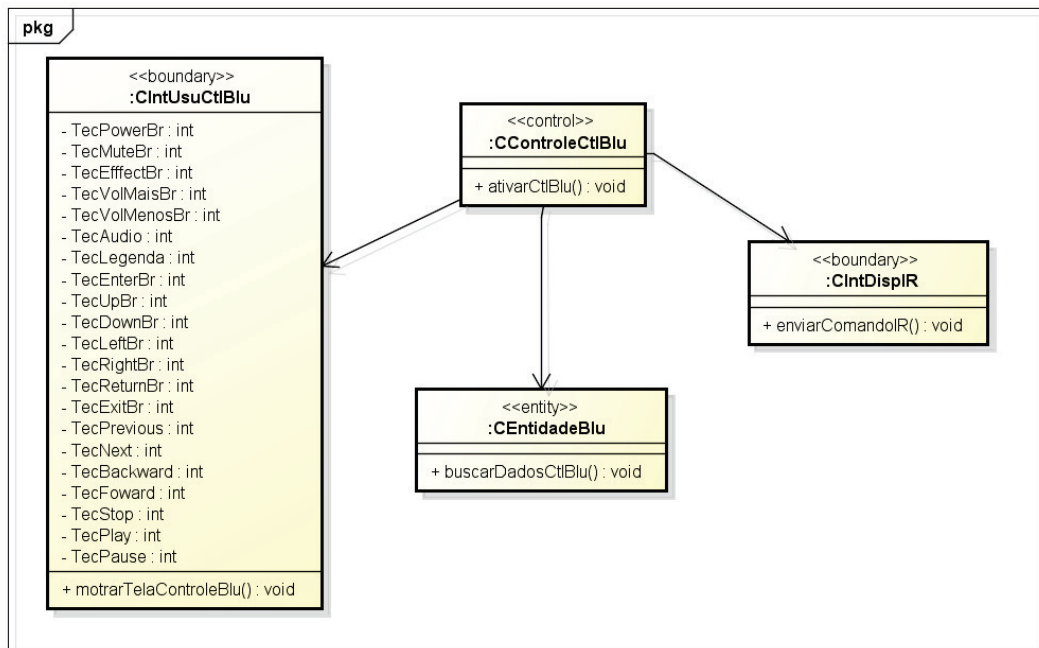 pkg
<<boundary>>
:CIntUsuCtlBlu
- TecPowerBr : int
- TecMuteBr : int
- TecEfffectBr : int
- TecVolMaisBr : int
- TecVolMenosBr : int
- TecAudio : int
- TecLegenda : int
- TecEnterBr : int
- TecUpBr : int
- TecDownBr : int
- TecLeftBr : int
- TecRightBr : int
- TecReturnBr : int
- TecExitBr : int
- TecPrevious : int
- TecNext : int
- TecBackward : int
- TecFoward : int
- TecStop : int
- TecPlay : int
- TecPause : int
+ motrarTelaControleBlu() : void
<<control>>
:CControleCtlBlu
+ ativarCtlBlu() : void
<<boundary>>
:CIntDispIR
+ enviarComandoIR() : void
<<entity>>
:CEntidadeBlu
+ buscarDadosCtlBlu() : void